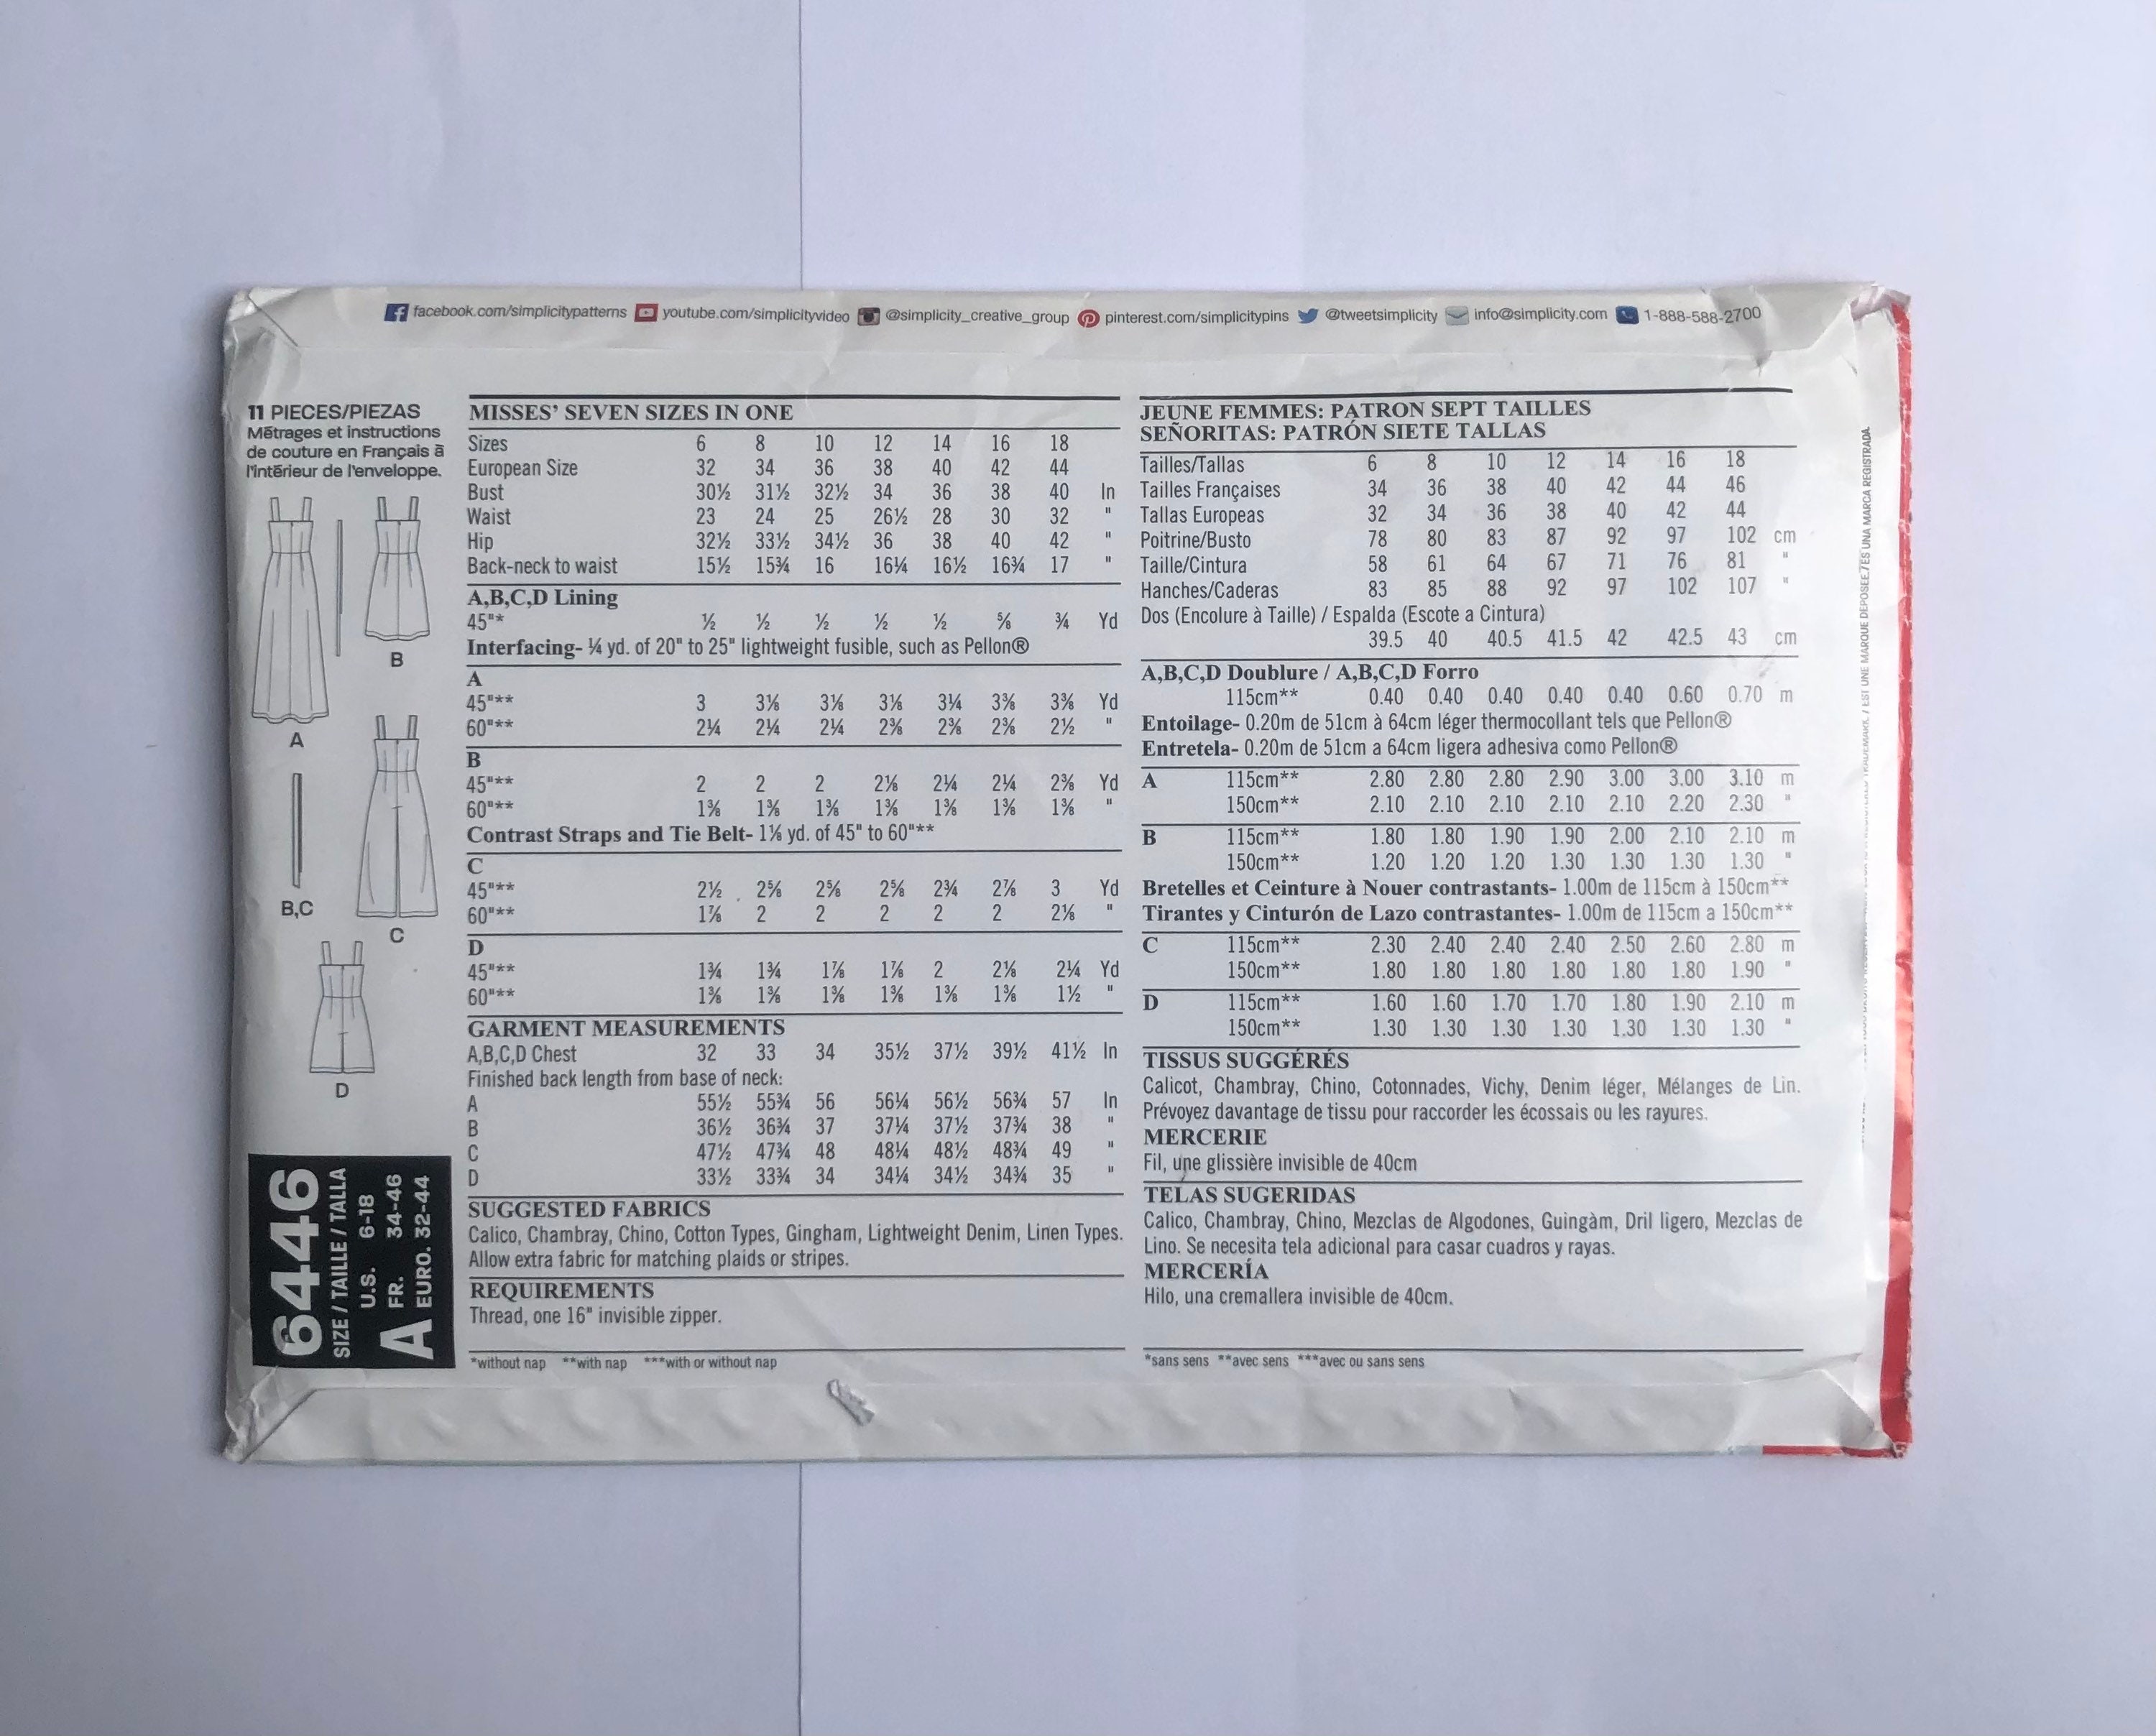 facebook.com/simplicitypatterns youtube.com/simplicityvideo @simplicity_creative_group pinterest.com/simplicitypins @tweetsimplicity info@simplicity.com 1-888-588-2700
11 PIECES/PIEZAS
Métrages et instructions
de couture en Français à
l'intérieur de l'enveloppe.
A
B
B,C
C
D
6446
SIZE / TAILLE / TALLA
U.S. 6-18
FR. 34-46
EURO. 32-44
A
MISSES' SEVEN SIZES IN ONE
Sizes 6 8 10 12 14 16 18
European Size 32 34 36 38 40 42 44
Bust 30½ 31½ 32½ 34 36 38 40 In
Waist 23 24 25 26½ 28 30 32 "
Hip 32½ 33½ 34½ 36 38 40 42 "
Back-neck to waist 15½ 15¾ 16 16¼ 16½ 16¾ 17 "
A,B,C,D Lining
45"* ½ ½ ½ ½ ½ ⅝ ¾ Yd
Interfacing- ¼ yd. of 20" to 25" lightweight fusible, such as Pellon®
A
45"** 3 3⅛ 3⅛ 3⅛ 3¼ 3⅜ 3⅜ Yd
60"** 2¼ 2¼ 2¼ 2⅜ 2⅜ 2⅜ 2½ "
B
45"** 2 2 2 2⅛ 2¼ 2¼ 2⅜ Yd
60"** 1⅜ 1⅜ 1⅜ 1⅜ 1⅜ 1⅜ 1⅜ "
Contrast Straps and Tie Belt- 1⅛ yd. of 45" to 60"**
C
45"** 2½ 2⅝ 2⅝ 2⅝ 2¾ 2⅞ 3 Yd
60"** 1⅞ 2 2 2 2 2 2⅛ "
D
45"** 1¾ 1¾ 1⅞ 1⅞ 2 2⅛ 2¼ Yd
60"** 1⅜ 1⅜ 1⅜ 1⅜ 1⅜ 1⅜ 1½ "
GARMENT MEASUREMENTS
A,B,C,D Chest 32 33 34 35½ 37½ 39½ 41½ In
Finished back length from base of neck:
A 55½ 55¾ 56 56¼ 56½ 56¾ 57 In
B 36½ 36¾ 37 37¼ 37½ 37¾ 38 "
C 47½ 47¾ 48 48¼ 48½ 48¾ 49 "
D 33½ 33¾ 34 34¼ 34½ 34¾ 35 "
SUGGESTED FABRICS
Calico, Chambray, Chino, Cotton Types, Gingham, Lightweight Denim, Linen Types.
Allow extra fabric for matching plaids or stripes.
REQUIREMENTS
Thread, one 16" invisible zipper.
*without nap **with nap ***with or without nap
JEUNE FEMMES: PATRON SEPT TAILLES
SEÑORITAS: PATRÓN SIETE TALLAS
Tailles/Tallas 6 8 10 12 14 16 18
Tailles Françaises 34 36 38 40 42 44 46
Tallas Europeas 32 34 36 38 40 42 44
Poitrine/Busto 78 80 83 87 92 97 102 cm
Taille/Cintura 58 61 64 67 71 76 81 "
Hanches/Caderas 83 85 88 92 97 102 107 "
Dos (Encolure à Taille) / Espalda (Escote a Cintura)
39.5 40 40.5 41.5 42 42.5 43 cm
A,B,C,D Doublure / A,B,C,D Forro
115cm** 0.40 0.40 0.40 0.40 0.40 0.60 0.70 m
Entoilage- 0.20m de 51cm à 64cm léger thermocollant tels que Pellon®
Entretela- 0.20m de 51cm a 64cm ligera adhesiva como Pellon®
A 115cm** 2.80 2.80 2.80 2.90 3.00 3.00 3.10 m
150cm** 2.10 2.10 2.10 2.10 2.10 2.20 2.30 "
B 115cm** 1.80 1.80 1.90 1.90 2.00 2.10 2.10 m
150cm** 1.20 1.20 1.20 1.30 1.30 1.30 1.30 "
Bretelles et Ceinture à Nouer contrastants- 1.00m de 115cm à 150cm**
Tirantes y Cinturón de Lazo contrastantes- 1.00m de 115cm a 150cm**
C 115cm** 2.30 2.40 2.40 2.40 2.50 2.60 2.80 m
150cm** 1.80 1.80 1.80 1.80 1.80 1.80 1.90 "
D 115cm** 1.60 1.60 1.70 1.70 1.80 1.90 2.10 m
150cm** 1.30 1.30 1.30 1.30 1.30 1.30 1.30 "
TISSUS SUGGÉRÉS
Calicot, Chambray, Chino, Cotonnades, Vichy, Denim léger, Mélanges de Lin.
Prévoyez davantage de tissu pour raccorder les écossais ou les rayures.
MERCERIE
Fil, une glissière invisible de 40cm
TELAS SUGERIDAS
Calico, Chambray, Chino, Mezclas de Algodones, Guingàm, Dril ligero, Mezclas de
Lino. Se necesita tela adicional para casar cuadros y rayas.
MERCERÍA
Hilo, una cremallera invisible de 40cm.
*sans sens **avec sens ***avec ou sans sens
/ EST UNE MARQUE DEPOSEE./ES UNA MARCA REGISTRADA.